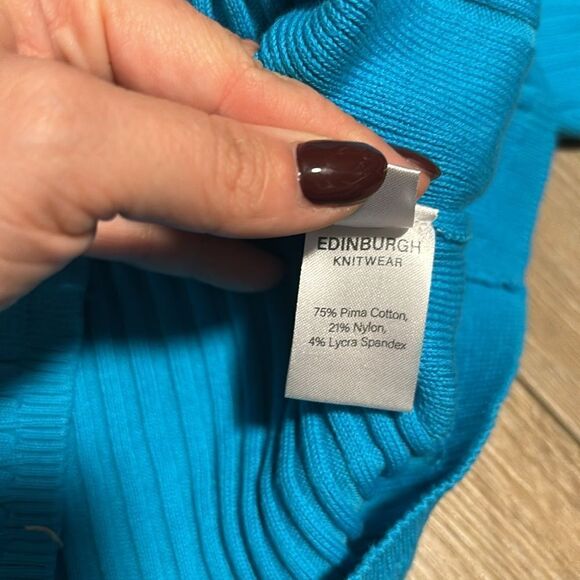 EDINBURGH
KNITWEAR
75% Pima Cotton,
21% Nylon,
4% Lycra Spandex